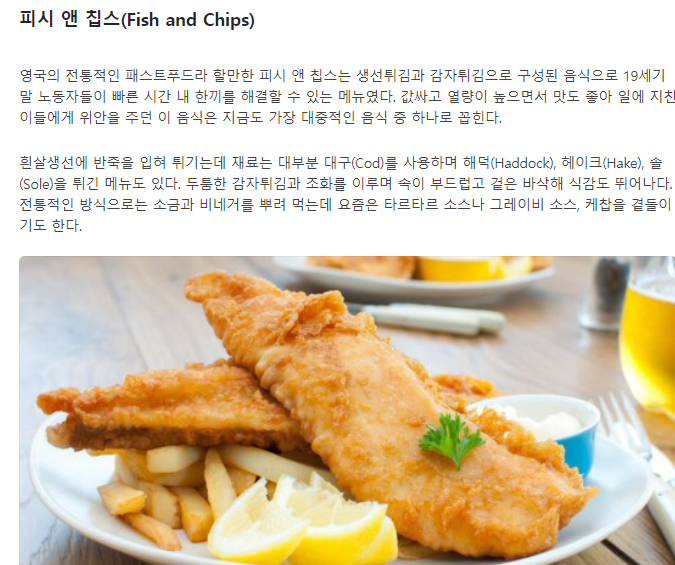 피시 앤 칩스(Fish and Chips)
영국의 전통적인 패스트푸드라 할만한 피시 앤 칩스는 생선튀김과 감자튀김으로 구성된 음식으로 19세기
말 노동자들이 빠른 시간 내 한끼를 해결할 수 있는 메뉴였다. 값싸고 열량이 높으면서 맛도 좋아 일에 지친
이들에게 위안을 주던 이 음식은 지금도 가장 대중적인 음식 중 하나로 꼽힌다.
흰살생선에 반죽을 입혀 튀기는데 재료는 대부분 대구(Cod)를 사용하며 해덕(Haddock), 헤이크(Hake), 솔
(Sole)을 튀긴 메뉴도 있다. 두툼한 감자튀김과 조화를 이루며 속이 부드럽고 겉은 바삭해 식감도 뛰어나다.
전통적인 방식으로는 소금과 비네거를 뿌려 먹는데 요즘은 타르타르 소스나 그레이비 소스, 케찹을 곁들이
기도 한다.